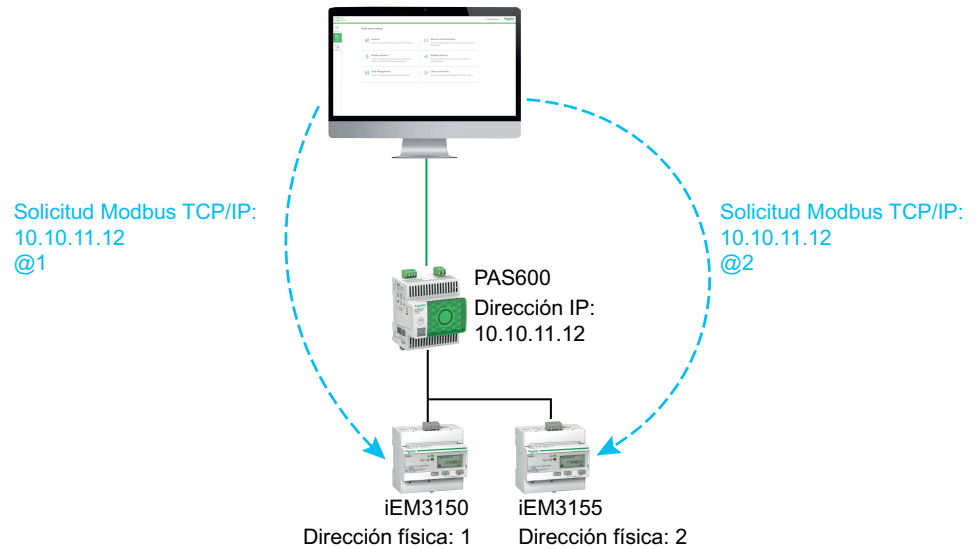 Solicitud Modbus TCP/IP:
10.10.11.12
@1
Solicitud Modbus TCP/IP:
10.10.11.12
@2
PAS600
Dirección IP:
10.10.11.12
iEM3150
Dirección física: 1
iEM3155
Dirección física: 2